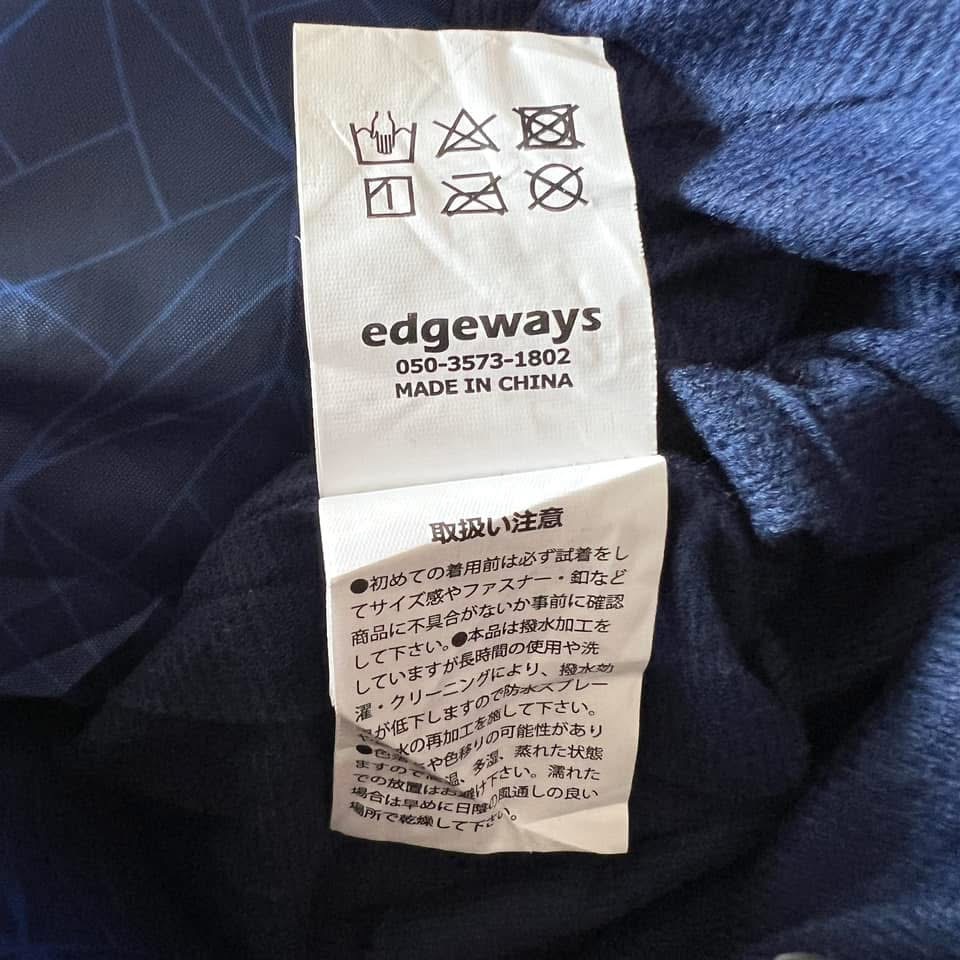 edgeways
050-3573-1802
MADE IN CHINA
取扱い注意
●初めての着用前は必ず試着をし
てサイズ感やファスナー・釦など
商品に不具合がないか事前に確認
して下さい。●本品は撥水加工を
していますが長時間の使用や洗
濯・クリーニングにより、撥水効
が低下しますので防水スプレー
水の再加工を施して下さい。
●色 や色移りの可能性があり
ますので 温、多湿、蒸れた状態
での放置はお避け下さい。濡れた
場合は早めに日陰の風通しの良い
場所で乾燥して下さい。